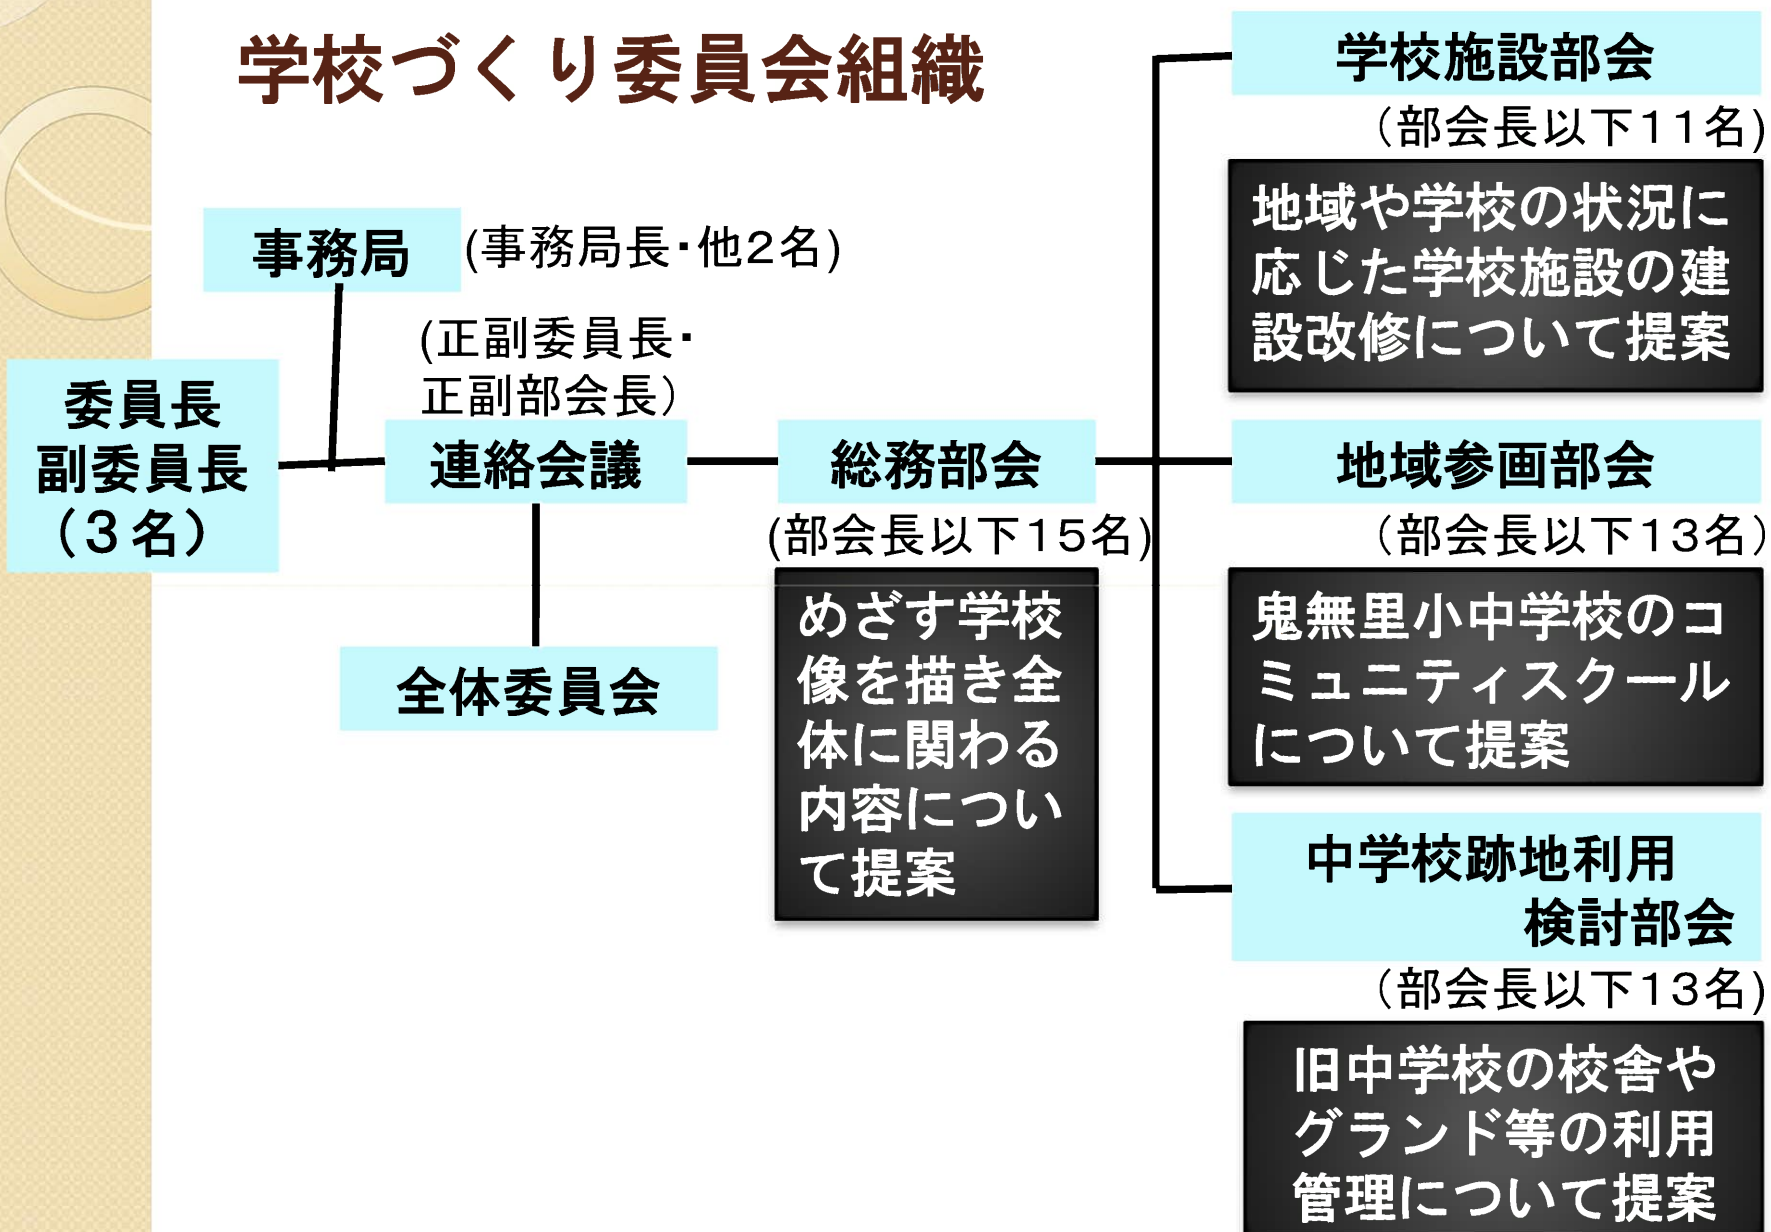 学校づくり委員会組織
事務局
(事務局長・他2名)
(正副委員長・
正副部会長）
委員長
副委員長
（３名）
連絡会議
全体委員会
総務部会
(部会長以下15名)
めざす学校
像を描き全
体に関わる
内容につい
て提案
学校施設部会
（部会長以下11名)
地域や学校の状況に
応じた学校施設の建
設改修について提案
地域参画部会
（部会長以下13名）
鬼無里小中学校のコ
ミュニティスクール
について提案
中学校跡地利用
検討部会
（部会長以下13名)
旧中学校の校舎や
グランド等の利用
管理について提案